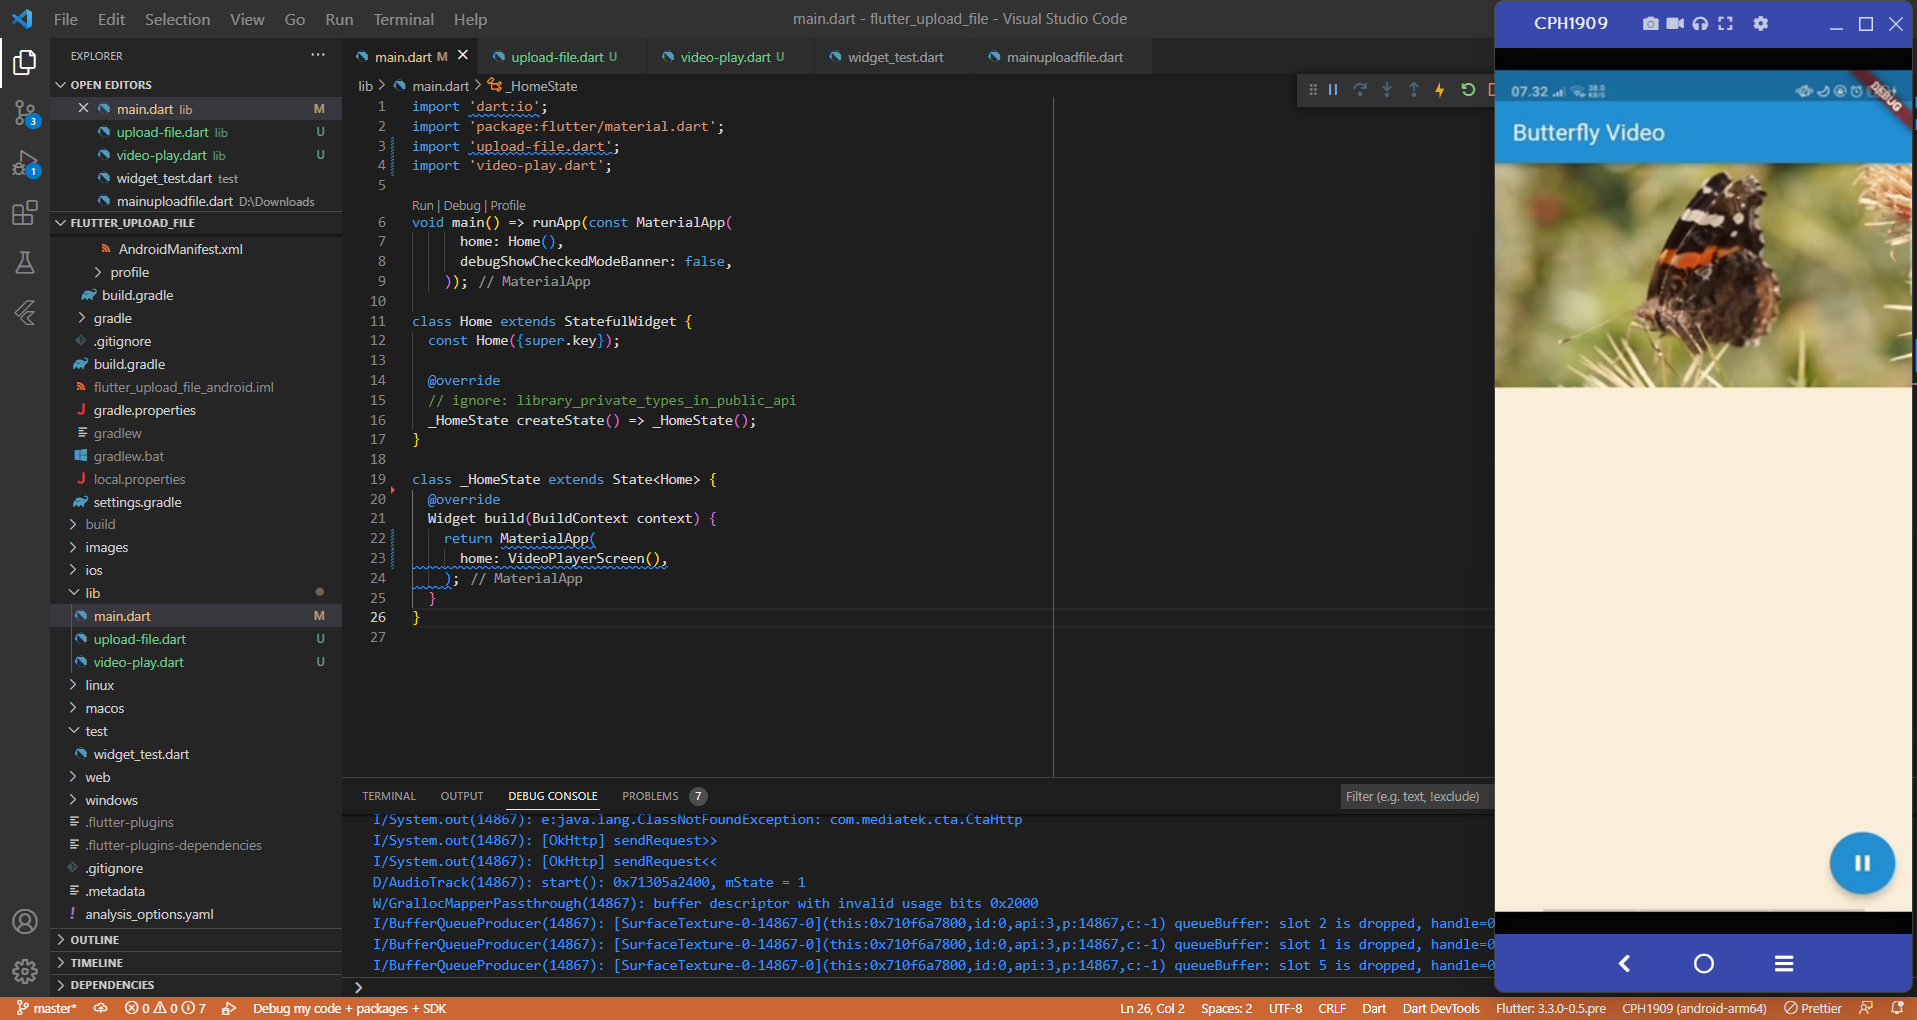 File Edit Selection View Go Run Terminal Help
main.dart - flutter_upload_file - Visual Studio Code
EXPLORER
OPEN EDITORS
main.dart lib M
upload-file.dart lib U
video-play.dart lib U
widget_test.dart test
mainuploadfile.dart D:\Downloads
FLUTTER_UPLOAD_FILE
AndroidManifest.xml
profile
build.gradle
gradle
.gitignore
build.gradle
flutter_upload_file_android.iml
gradle.properties
gradlew
gradlew.bat
local.properties
settings.gradle
build
images
ios
lib
main.dart M
upload-file.dart U
video-play.dart U
linux
macos
test
widget_test.dart
web
windows
.flutter-plugins
.flutter-plugins-dependencies
.gitignore
.metadata
analysis_options.yaml
OUTLINE
TIMELINE
DEPENDENCIES
3
1
main.dart M
upload-file.dart U
video-play.dart U
widget_test.dart
mainuploadfile.dart
lib > main.dart > _HomeState
1 import 'dart:io';
2 import 'package:flutter/material.dart';
3 import 'upload-file.dart';
4 import 'video-play.dart';
5
Run | Debug | Profile
6 void main() => runApp(const MaterialApp(
7 home: Home(),
8 debugShowCheckedModeBanner: false,
9 )); // MaterialApp
10
11 class Home extends StatefulWidget {
12 const Home({super.key});
13
14 @override
15 // ignore: library_private_types_in_public_api
16 _HomeState createState() => _HomeState();
17 }
18
19 class _HomeState extends State<Home> {
20 @override
21 Widget build(BuildContext context) {
22 return MaterialApp(
23 home: VideoPlayerScreen(),
24 ); // MaterialApp
25 }
26 }
27
TERMINAL OUTPUT DEBUG CONSOLE PROBLEMS 7
Filter (e.g. text, !exclude)
I/System.out(14867): e:java.lang.ClassNotFoundException: com.mediatek.cta.CtaHttp
I/System.out(14867): [OkHttp] sendRequest>>
I/System.out(14867): [OkHttp] sendRequest<<
D/AudioTrack(14867): start(): 0x71305a2400, mState = 1
W/GrallocMapperPassthrough(14867): buffer descriptor with invalid usage bits 0x2000
I/BufferQueueProducer(14867): [SurfaceTexture-0-14867-0](this:0x710f6a7800,id:0,api:3,p:14867,c:-1) queueBuffer: slot 2 is dropped, handle=0
I/BufferQueueProducer(14867): [SurfaceTexture-0-14867-0](this:0x710f6a7800,id:0,api:3,p:14867,c:-1) queueBuffer: slot 1 is dropped, handle=0
I/BufferQueueProducer(14867): [SurfaceTexture-0-14867-0](this:0x710f6a7800,id:0,api:3,p:14867,c:-1) queueBuffer: slot 5 is dropped, handle=0
CPH1909
07.32
38.0
KB/S
DEBUG
Butterfly Video
master* 0 0 7 Debug my code + packages + SDK
Ln 26, Col 2 Spaces: 2 UTF-8 CRLF Dart Dart DevTools Flutter: 3.3.0-0.5.pre CPH1909 (android-arm64) Prettier